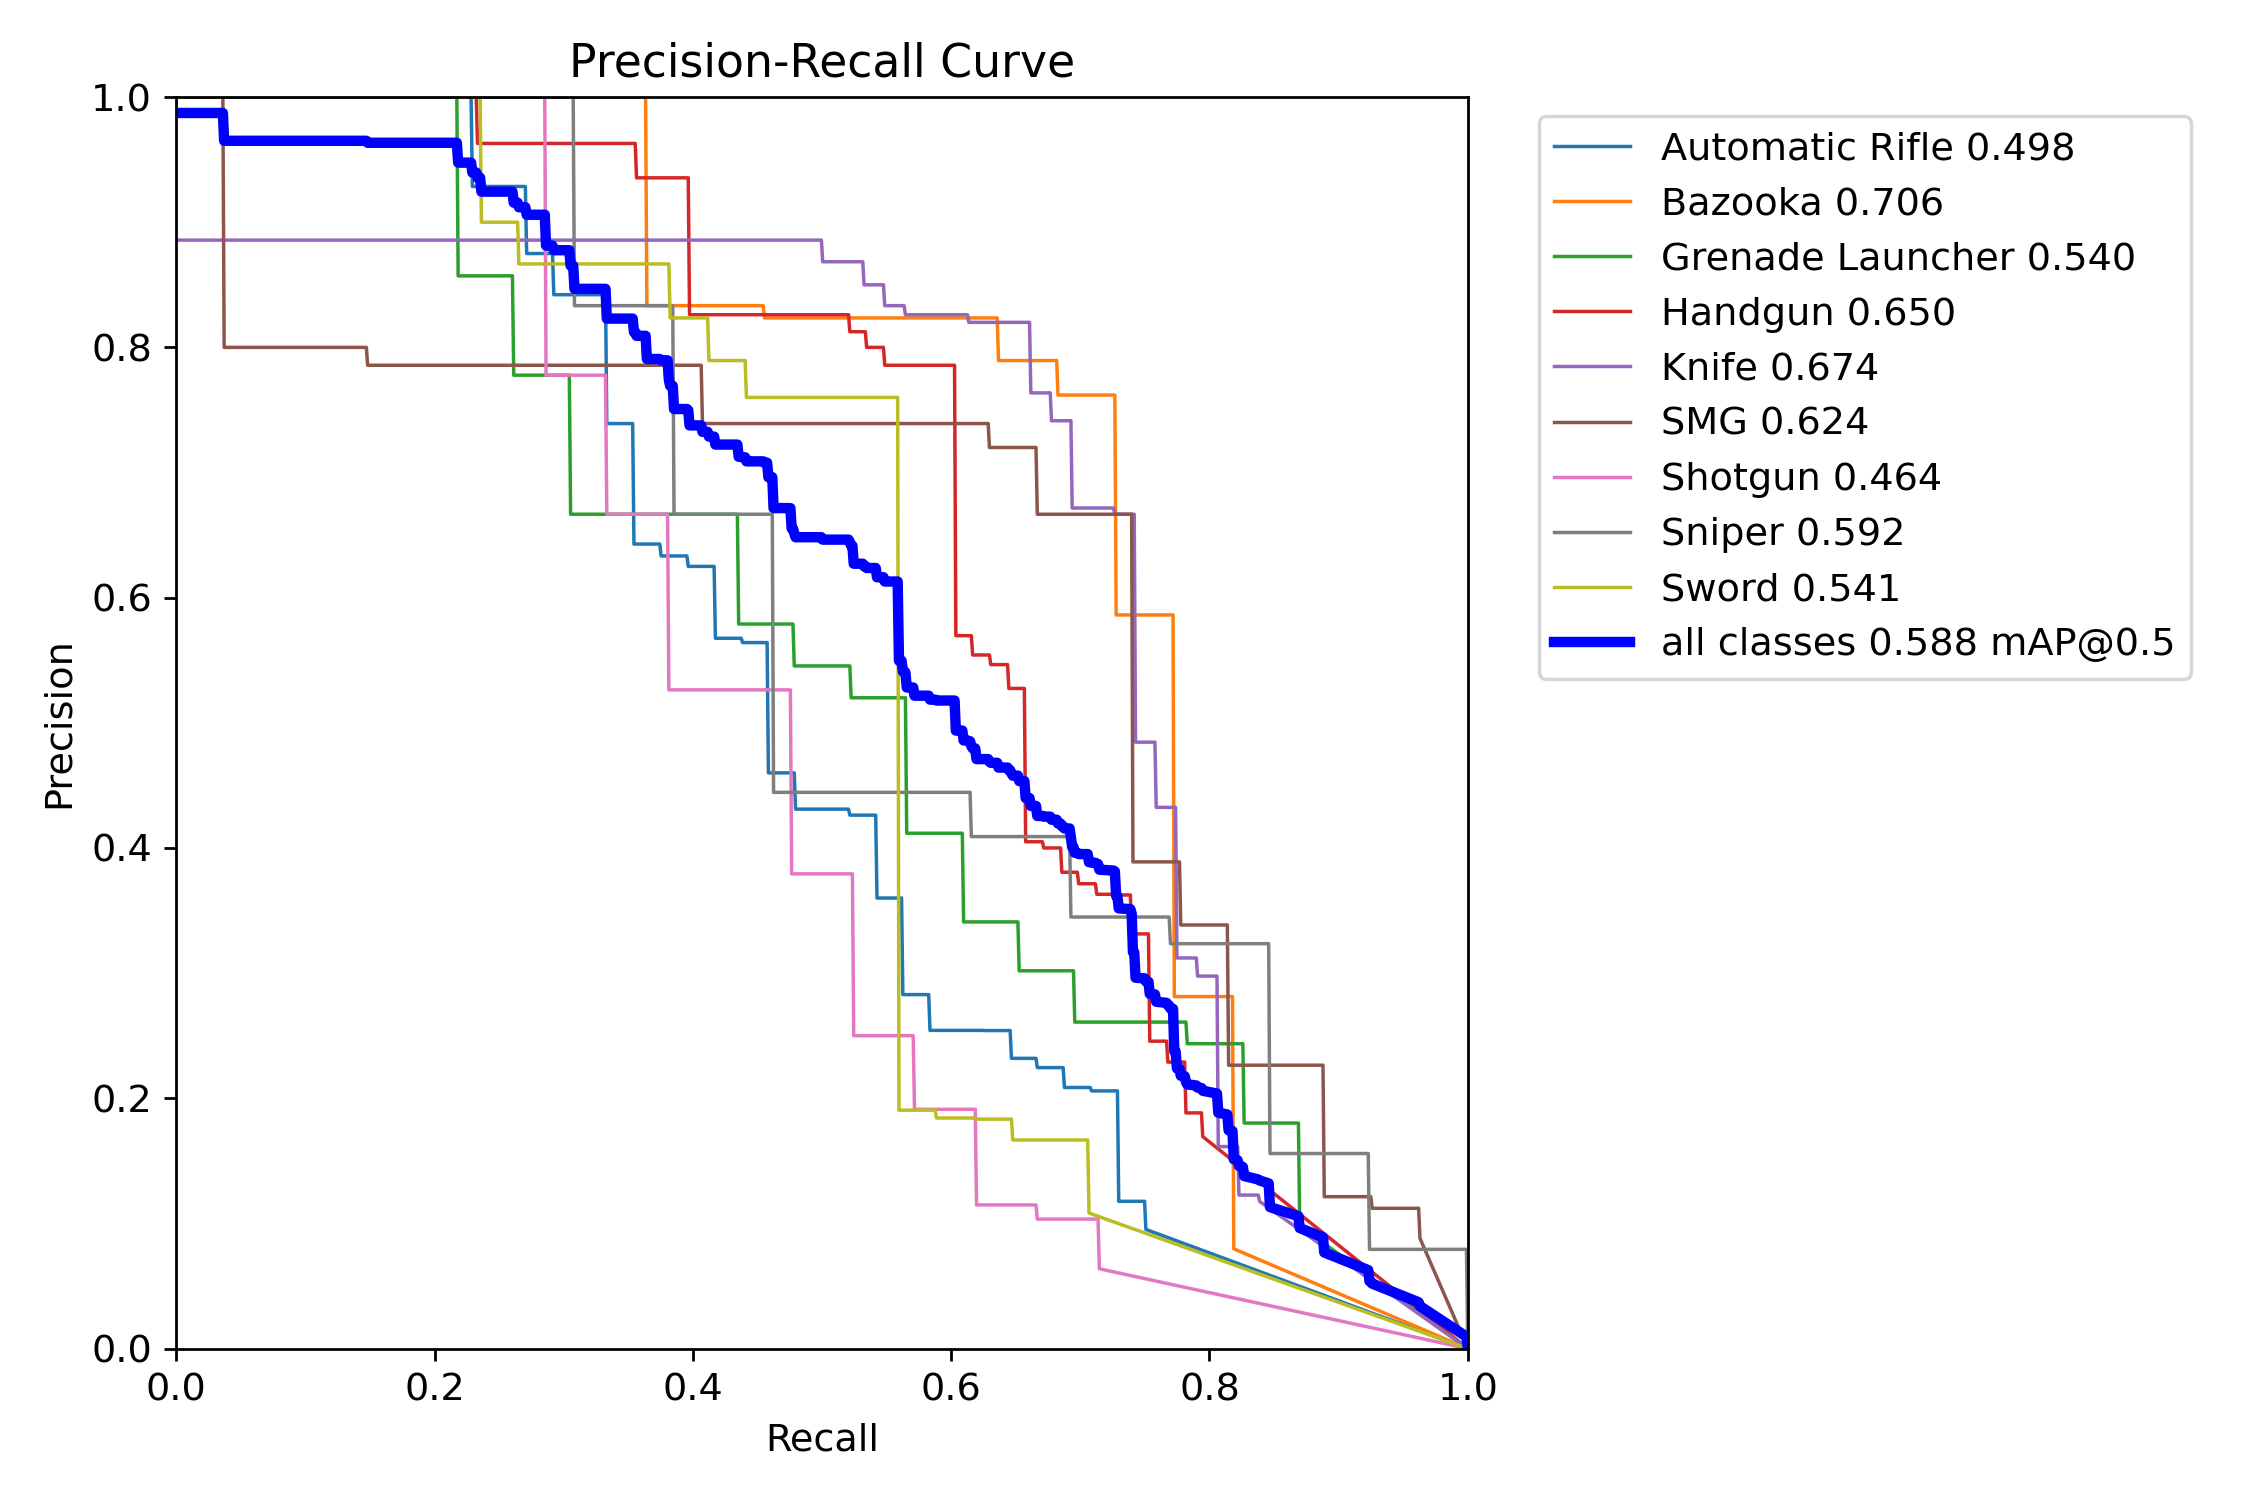 Precision-Recall Curve
1.0
0.8
0.6
0.4
0.2
0.0
Precision
0.0 0.2 0.4 0.6 0.8 1.0
Recall
Automatic Rifle 0.498
Bazooka 0.706
Grenade Launcher 0.540
Handgun 0.650
Knife 0.674
SMG 0.624
Shotgun 0.464
Sniper 0.592
Sword 0.541
all classes 0.588 mAP@0.5